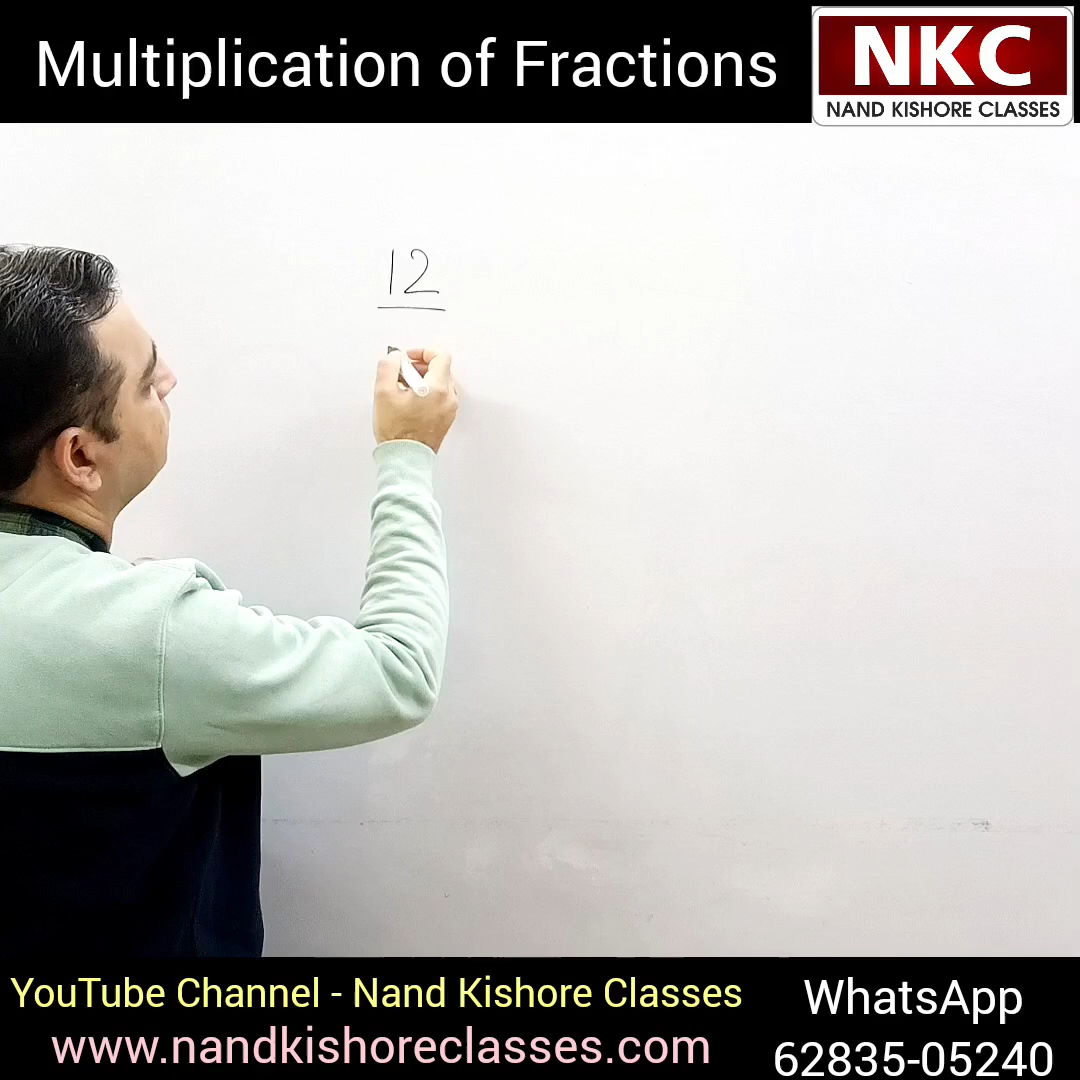 Multiplication of Fractions
NKC
NAND KISHORE CLASSES
12
YouTube Channel - Nand Kishore Classes
www.nandkishoreclasses.com
WhatsApp
62835-05240